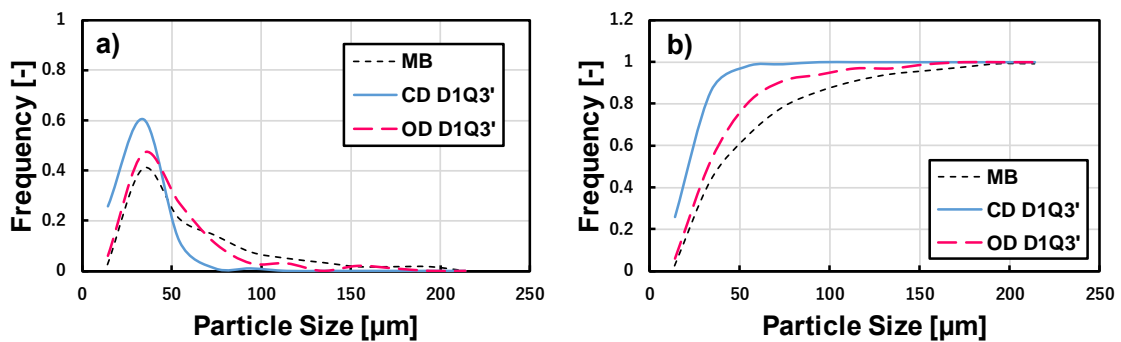 a)
Frequency [-]
1
0.8
0.6
0.4
0.2
0
MB
CD D1Q3'
OD D1Q3'
0 50 100 150 200 250
Particle Size [µm]
b)
Frequency [-]
1.2
1
0.8
0.6
0.4
0.2
0
MB
CD D1Q3'
OD D1Q3'
0 50 100 150 200 250
Particle Size [µm]